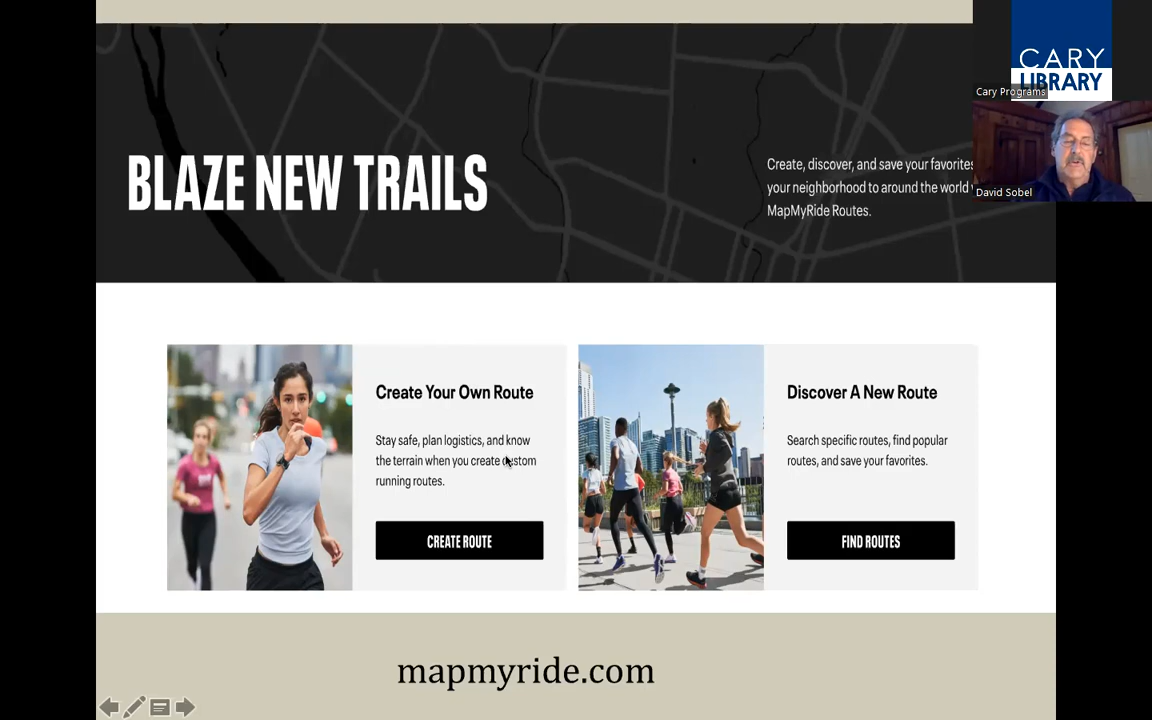 CARY
LIBRARY
Cary Programs
David Sobel
BLAZE NEW TRAILS
Create, discover, and save your favorites
your neighborhood to around the world
MapMyRide Routes.
Create Your Own Route
Stay safe, plan logistics, and know
the terrain when you create custom
running routes.
CREATE ROUTE
Discover A New Route
Search specific routes, find popular
routes, and save your favorites.
FIND ROUTES
mapmyride.com